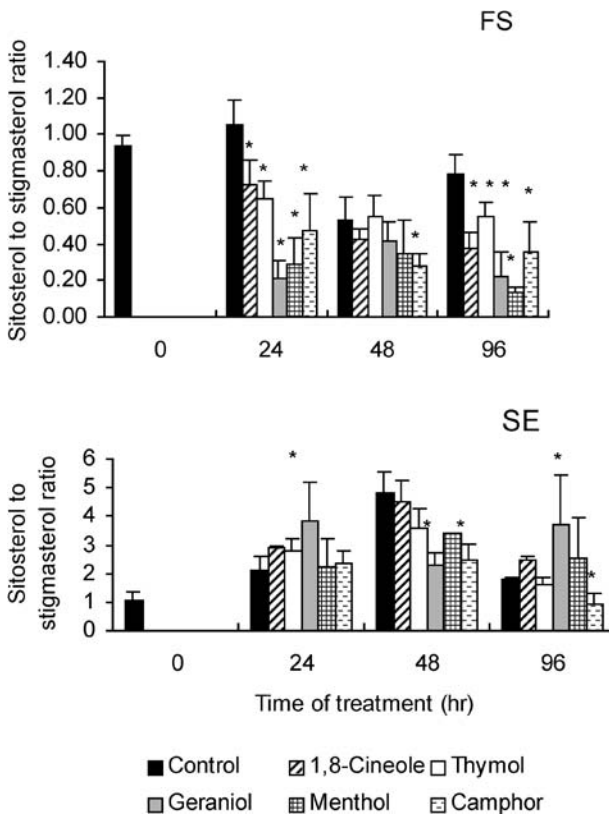 FS
Sitosterol to stigmasterol ratio
1.40
1.20
1.00
0.80
0.60
0.40
0.20
0.00
* * * * *
*
* * * * *
0 24 48 96
SE
Sitosterol to
stigmasterol ratio
6
5
4
3
2
1
0
*
* *
* *
0 24 48 96
Time of treatment (hr)
Control 1,8-Cineole Thymol
Geraniol Menthol Camphor